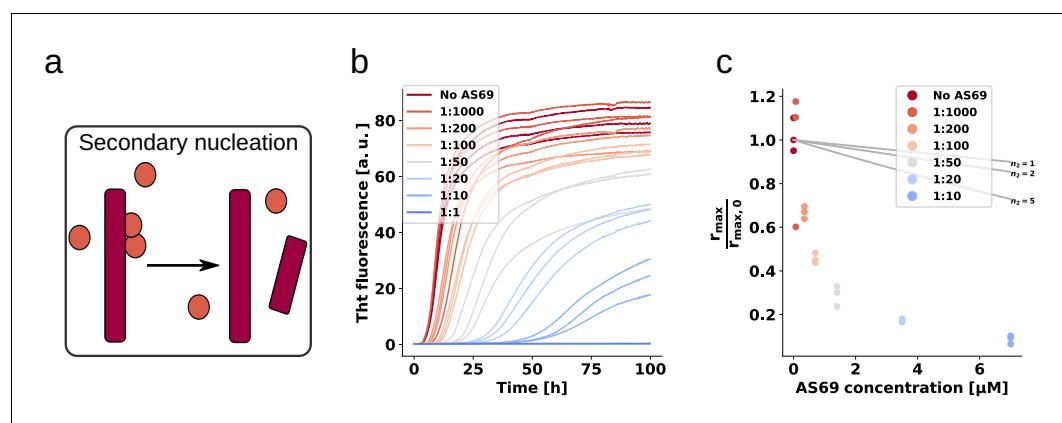 a
Secondary nucleation
b
Tht fluorescence [a. u.]
80
60
40
20
0
No AS69
1:1000
1:200
1:100
1:50
1:20
1:10
1:1
0
50
100
Time [h]
c
r_max / r_max, 0
1.2
1.0
0.8
0.6
0.4
0.2
No AS69
1:1000
1:200
1:100
1:50
1:20
1:10
n₂ = 1
n₂ = 2
n₂ = 5
0
2
4
6
AS69 concentration [μM]